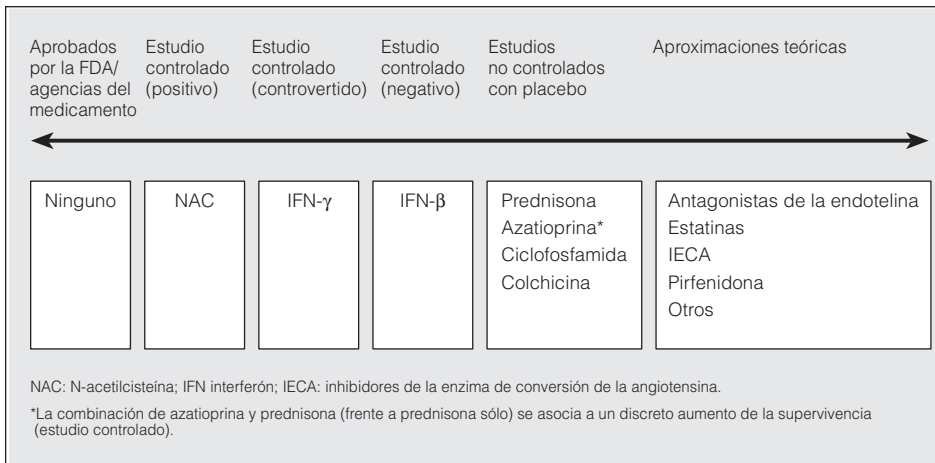 Aprobados
por la FDA/
agencias del
medicamento
Estudio
controlado
(positivo)
Estudio
controlado
(controvertido)
Estudio
controlado
(negativo)
Estudios
no controlados
con placebo
Aproximaciones teóricas
Ninguno
NAC
IFN-γ
IFN-β
Prednisona
Azatioprina*
Ciclofosfamida
Colchicina
Antagonistas de la endotelina
Estatinas
IECA
Pirfenidona
Otros
NAC: N-acetilcisteína; IFN interferón; IECA: inhibidores de la enzima de conversión de la angiotensina.
*La combinación de azatioprina y prednisona (frente a prednisona sólo) se asocia a un discreto aumento de la supervivencia
(estudio controlado).